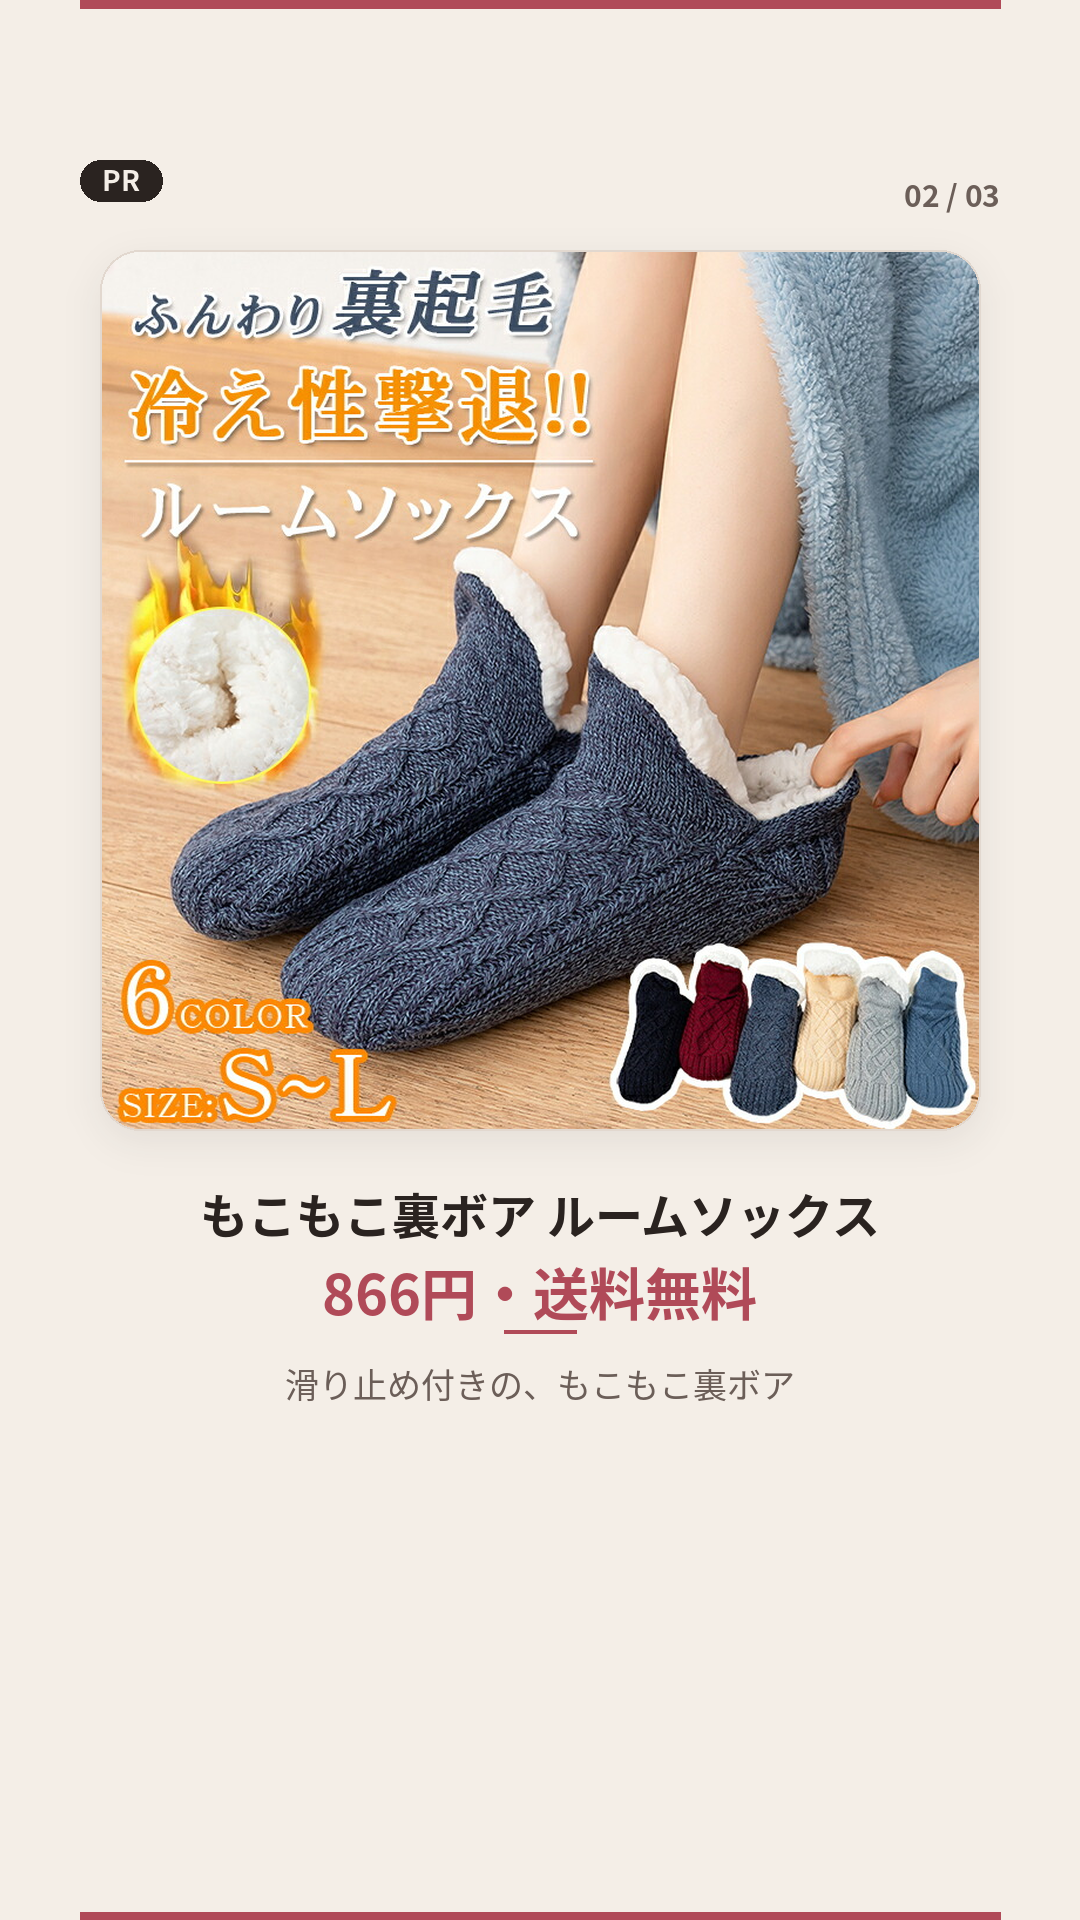 PR
02 / 03
ふんわり裏起毛
冷え性撃退!!
ルームソックス
6 COLOR
SIZE:S~L
もこもこ裏ボア ルームソックス
866円・送料無料
滑り止め付きの、もこもこ裏ボア